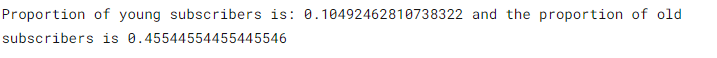 Proportion of young subscribers is: 0.10492462810738322 and the proportion of old
subscribers is 0.45544554455445546